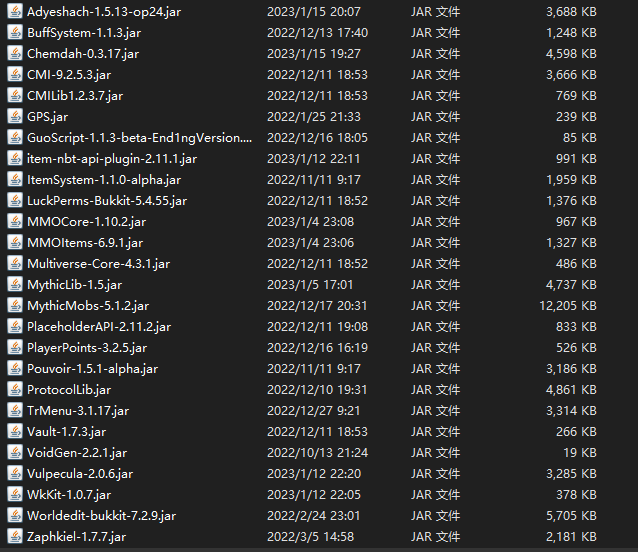 Adyeshach-1.5.13-op24.jar 2023/1/15 20:07 JAR 文件 3,688 KB
BuffSystem-1.1.3.jar 2022/12/13 17:40 JAR 文件 1,248 KB
Chemdah-0.3.17.jar 2023/1/15 19:27 JAR 文件 4,598 KB
CMI-9.2.5.3.jar 2022/12/11 18:53 JAR 文件 3,666 KB
CMILib1.2.3.7.jar 2022/12/11 18:53 JAR 文件 769 KB
GPS.jar 2022/1/25 21:33 JAR 文件 239 KB
GuoScript-1.1.3-beta-End1ngVersion.... 2022/12/16 18:05 JAR 文件 85 KB
item-nbt-api-plugin-2.11.1.jar 2023/1/12 22:11 JAR 文件 991 KB
ItemSystem-1.1.0-alpha.jar 2022/11/11 9:17 JAR 文件 1,959 KB
LuckPerms-Bukkit-5.4.55.jar 2022/12/11 18:52 JAR 文件 1,376 KB
MMOCore-1.10.2.jar 2023/1/4 23:08 JAR 文件 967 KB
MMOItems-6.9.1.jar 2023/1/4 23:06 JAR 文件 1,327 KB
Multiverse-Core-4.3.1.jar 2022/12/11 18:52 JAR 文件 486 KB
MythicLib-1.5.jar 2023/1/5 17:01 JAR 文件 4,737 KB
MythicMobs-5.1.2.jar 2022/12/17 20:31 JAR 文件 12,205 KB
PlaceholderAPI-2.11.2.jar 2022/12/11 19:08 JAR 文件 833 KB
PlayerPoints-3.2.5.jar 2022/12/16 16:19 JAR 文件 526 KB
Pouvoir-1.5.1-alpha.jar 2022/11/11 9:17 JAR 文件 3,186 KB
ProtocolLib.jar 2022/12/10 19:31 JAR 文件 4,861 KB
TrMenu-3.1.17.jar 2022/12/27 9:21 JAR 文件 3,314 KB
Vault-1.7.3.jar 2022/12/11 18:53 JAR 文件 266 KB
VoidGen-2.2.1.jar 2022/10/13 21:24 JAR 文件 19 KB
Vulpecula-2.0.6.jar 2023/1/12 22:20 JAR 文件 3,285 KB
WkKit-1.0.7.jar 2023/1/12 22:05 JAR 文件 378 KB
Worldedit-bukkit-7.2.9.jar 2022/2/24 23:01 JAR 文件 5,705 KB
Zaphkiel-1.7.7.jar 2022/3/5 14:58 JAR 文件 2,181 KB